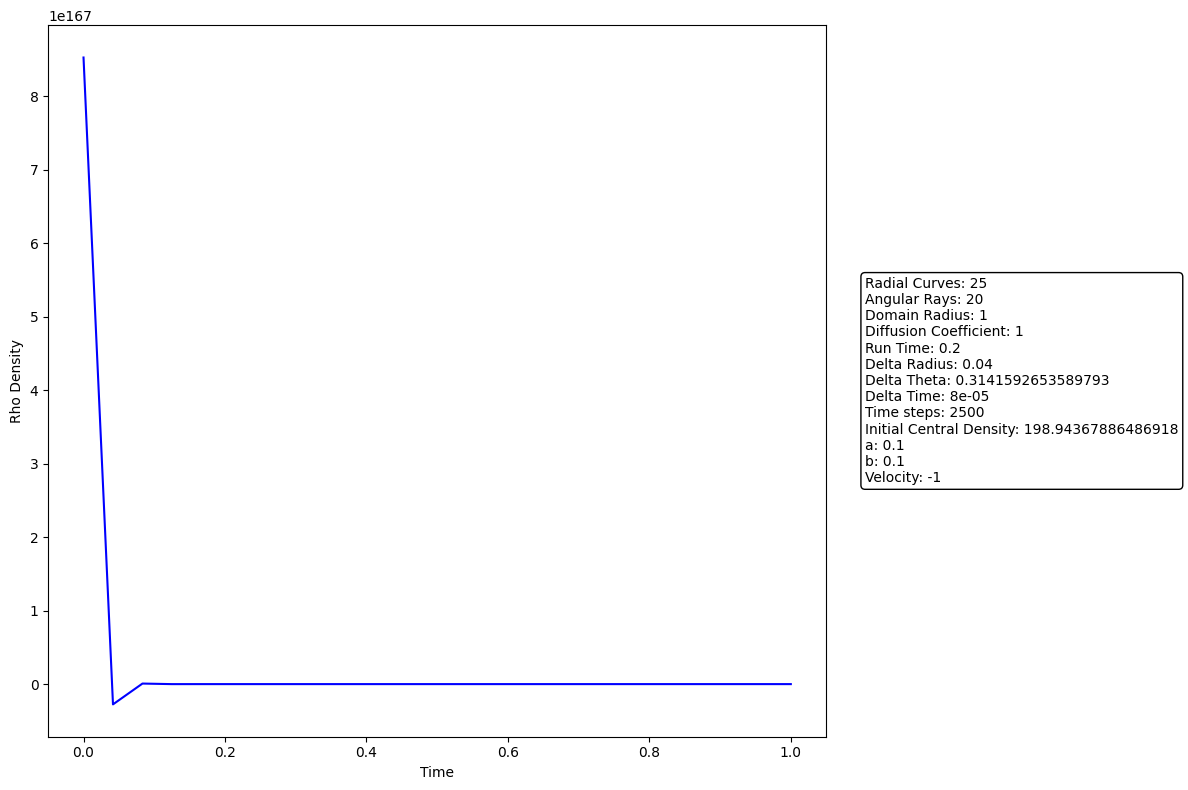 1e167
8
7
6
5
4
3
2
1
0
Rho Density
0.0 0.2 0.4 0.6 0.8 1.0
Time
Radial Curves: 25
Angular Rays: 20
Domain Radius: 1
Diffusion Coefficient: 1
Run Time: 0.2
Delta Radius: 0.04
Delta Theta: 0.3141592653589793
Delta Time: 8e-05
Time steps: 2500
Initial Central Density: 198.94367886486918
a: 0.1
b: 0.1
Velocity: -1